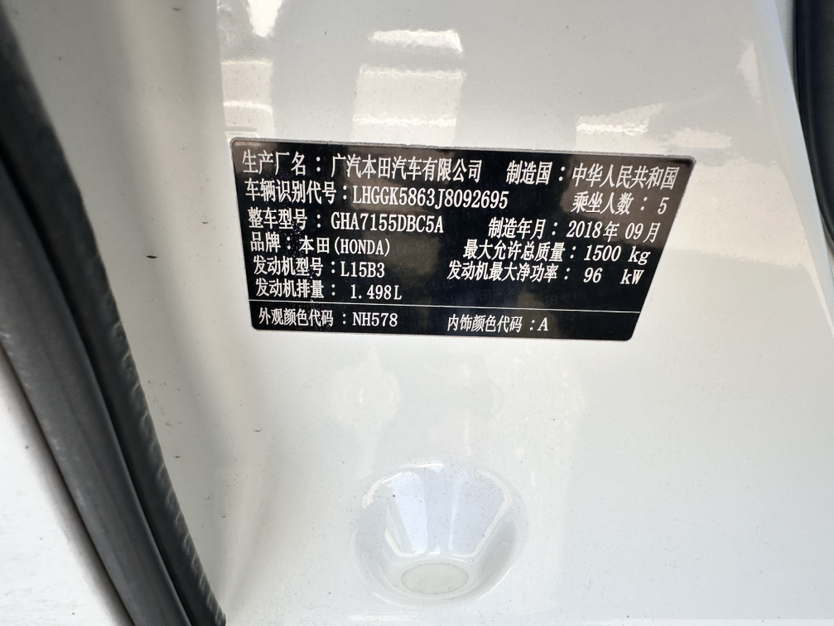 生产厂名：广汽本田汽车有限公司 制造国：中华人民共和国
车辆识别代号：LHGGK5863J8092695 乘坐人数：5
整车型号：GHA7155DBC5A 制造年月：2018年09月
品牌：本田(HONDA) 最大允许总质量：1500 kg
发动机型号：L15B3 发动机最大净功率：96 kW
发动机排量：1.498L
外观颜色代码：NH578 内饰颜色代码：A